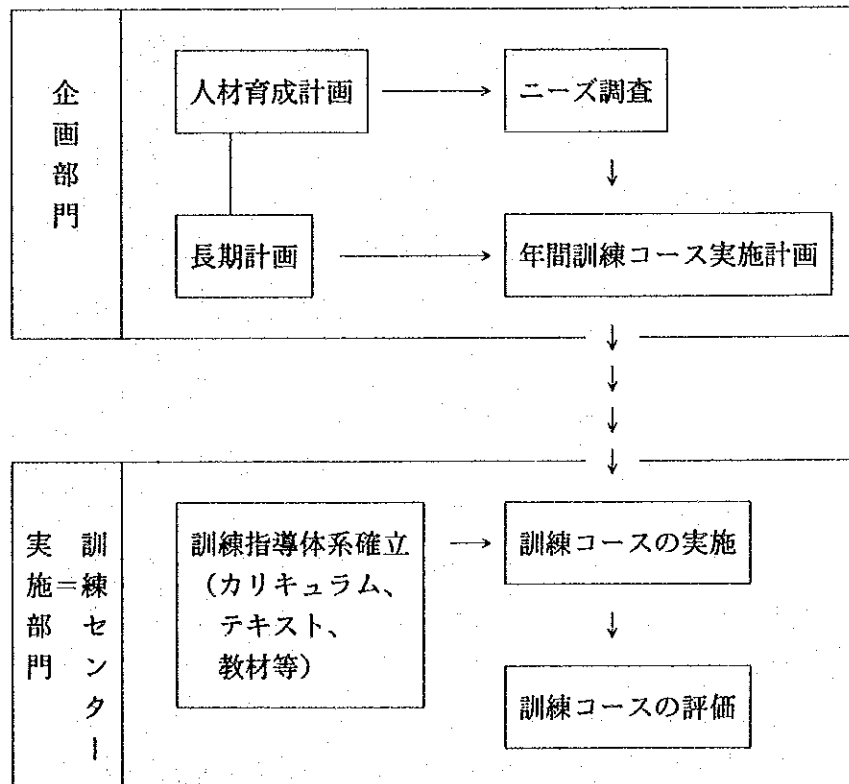 企画部門
人材育成計画
ニーズ調査
長期計画
年間訓練コース実施計画
実施部門＝訓練センター
訓練指導体系確立
（カリキュラム、
テキスト、
教材等）
訓練コースの実施
訓練コースの評価